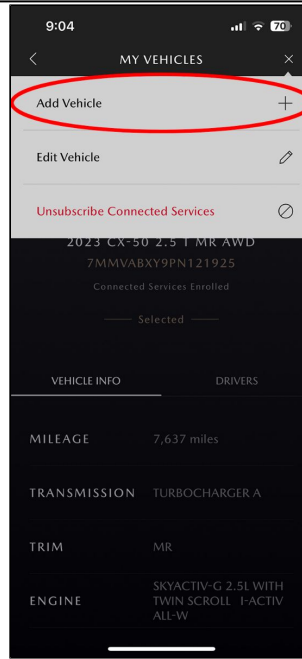 9:04
70
MY VEHICLES
Add Vehicle
Edit Vehicle
Unsubscribe Connected Services
2023 CX-50 2.5 T MR AWD
7MMVABXY9PN121925
Connected Services Enrolled
Selected
VEHICLE INFO DRIVERS
MILEAGE 7,637 miles
TRANSMISSION TURBOCHARGER A
TRIM MR
ENGINE SKYACTIV-G 2.5L WITH
TWIN SCROLL I-ACTIV
ALL-W